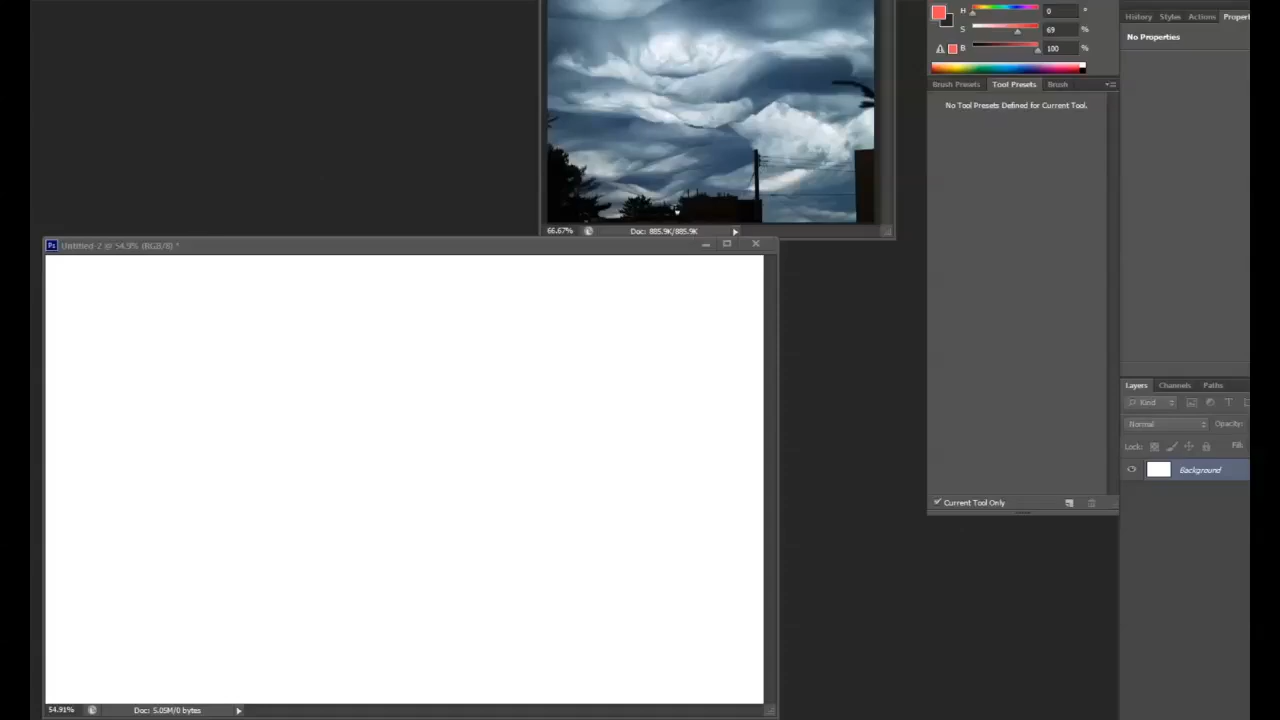 H 0 °
S 69 %
B 100 %
Brush Presets Tool Presets Brush
No Tool Presets Defined for Current Tool.
Current Tool Only
History Styles Actions Propert
No Properties
66.67% Doc: 885.9K/885.9K
Ps Untitled-2 @ 54.9% (RGB/8) *
54.91% Doc: 5.05M/0 bytes
Layers Channels Paths
Kind T
Normal Opacity:
Lock: Fill:
Background